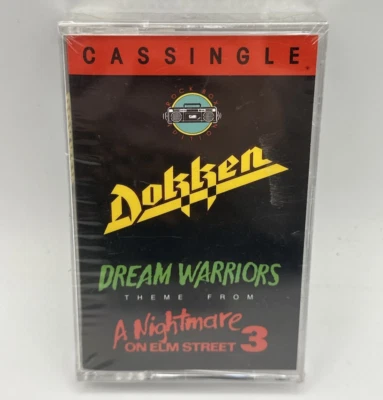 CASSINGLE
Dokken
DREAM WARRIORS
THEME FROM
A Nightmare
ON ELM STREET 3